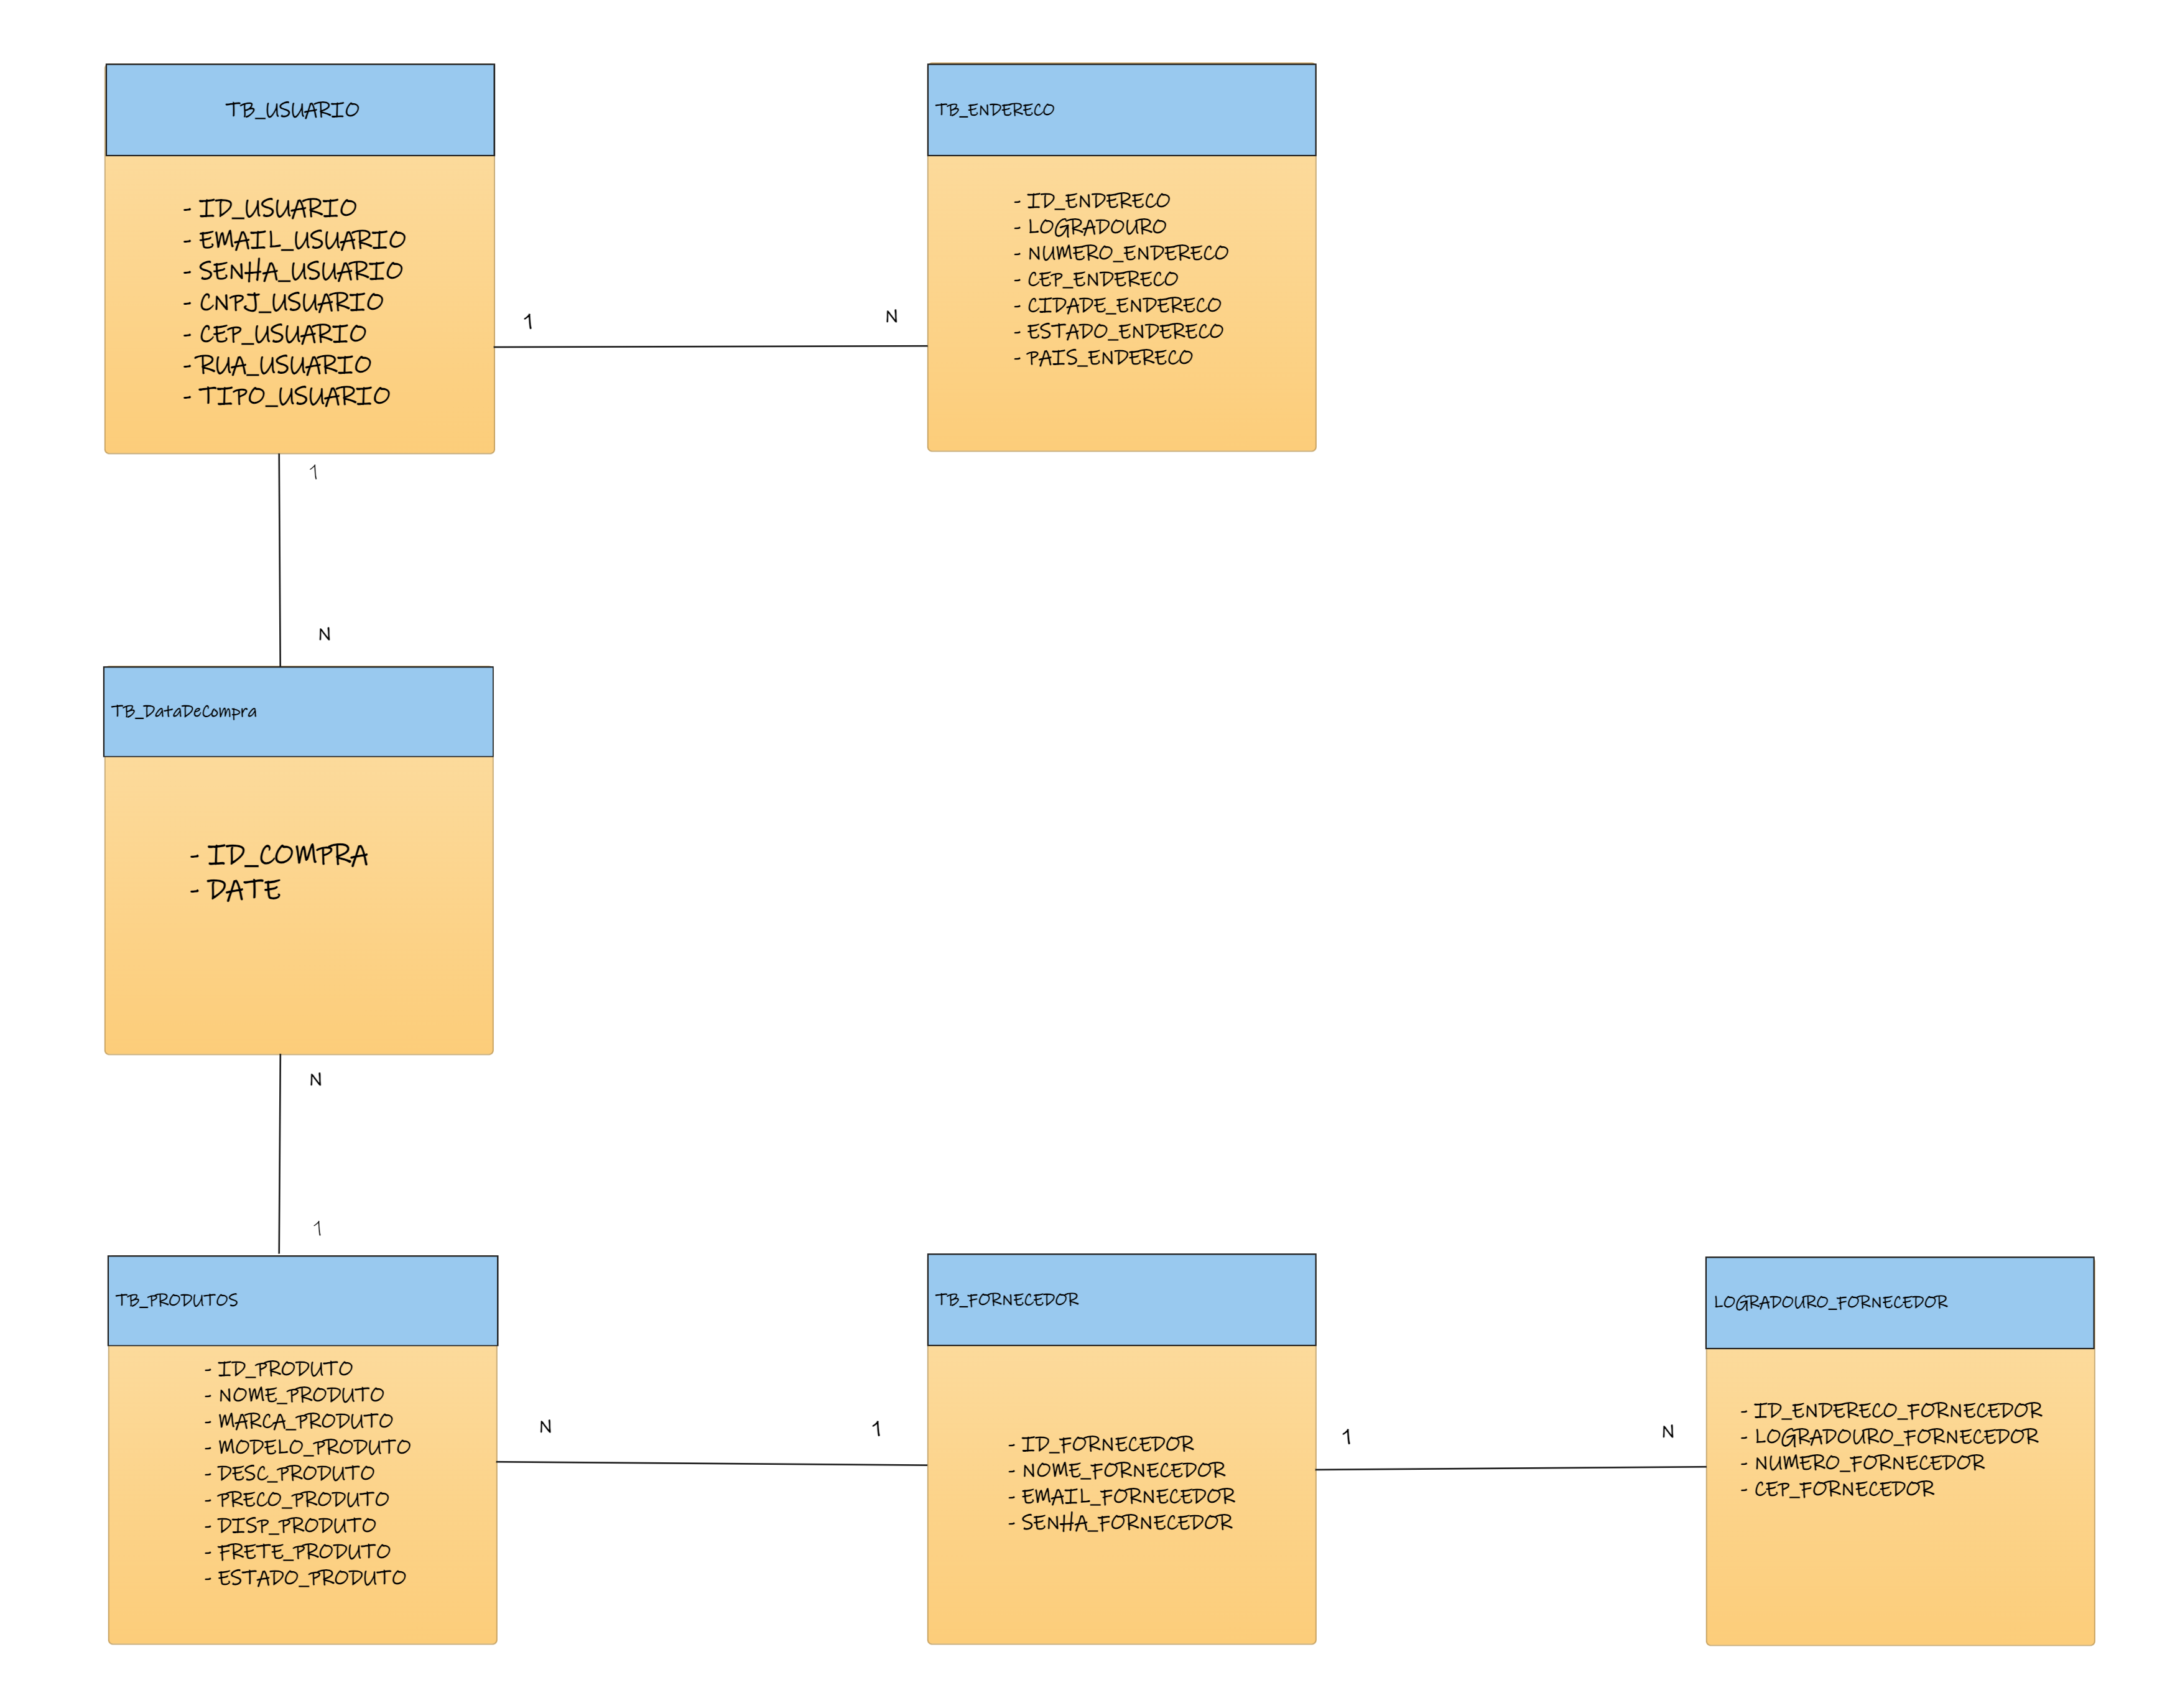 TB_USUARIO
- ID_USUARIO
- EMAIL_USUARIO
- SENHA_USUARIO
- CNPJ_USUARIO
- CEP_USUARIO
- RUA_USUARIO
- TIPO_USUARIO
1
N
TB_ENDERECO
- ID_ENDERECO
- LOGRADOURO
- NUMERO_ENDERECO
- CEP_ENDERECO
- CIDADE_ENDERECO
- ESTADO_ENDERECO
- PAIS_ENDERECO
1
N
TB_DataDeCompra
- ID_COMPRA
- DATE
N
1
TB_PRODUTOS
- ID_PRODUTO
- NOME_PRODUTO
- MARCA_PRODUTO
- MODELO_PRODUTO
- DESC_PRODUTO
- PRECO_PRODUTO
- DISP_PRODUTO
- FRETE_PRODUTO
- ESTADO_PRODUTO
N
1
TB_FORNECEDOR
- ID_FORNECEDOR
- NOME_FORNECEDOR
- EMAIL_FORNECEDOR
- SENHA_FORNECEDOR
1
N
LOGRADOURO_FORNECEDOR
- ID_ENDERECO_FORNECEDOR
- LOGRADOURO_FORNECEDOR
- NUMERO_FORNECEDOR
- CEP_FORNECEDOR